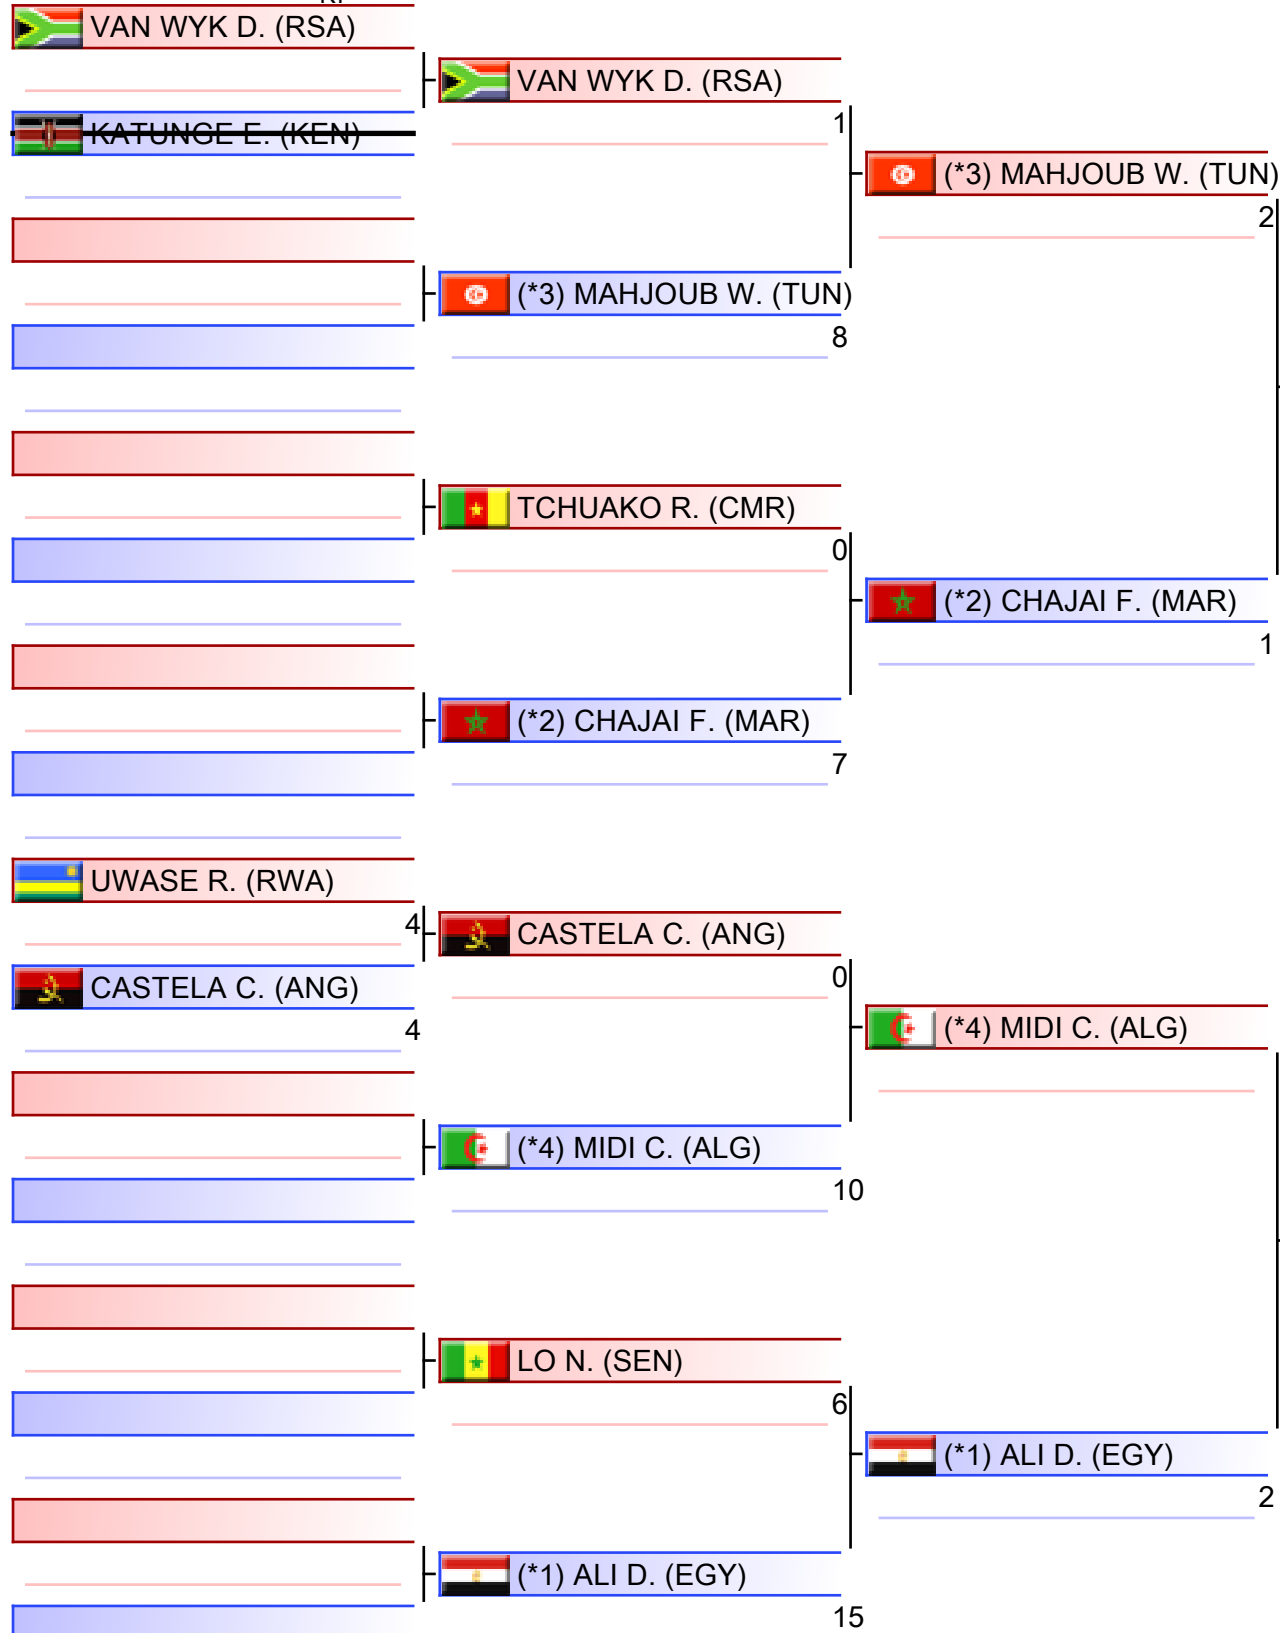 VAN WYK D. (RSA)
VAN WYK D. (RSA)
1
KATUNGE E. (KEN)
(*3) MAHJOUB W. (TUN)
2
(*3) MAHJOUB W. (TUN)
8
TCHUAKO R. (CMR)
0
(*2) CHAJAI F. (MAR)
1
(*2) CHAJAI F. (MAR)
7
UWASE R. (RWA)
4
CASTELA C. (ANG)
0
CASTELA C. (ANG)
4
(*4) MIDI C. (ALG)
(*4) MIDI C. (ALG)
10
LO N. (SEN)
6
(*1) ALI D. (EGY)
2
(*1) ALI D. (EGY)
15